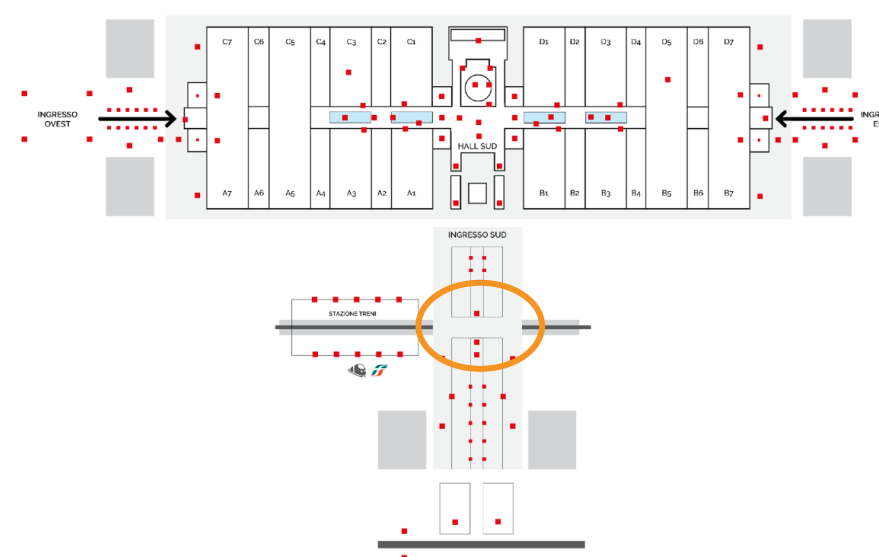 C7 C6 C5 C4 C3 C2 C1 D1 D2 D3 D4 D5 D6 D7
INGRESSO
OVEST
HALL SUD
A7 A6 A5 A4 A3 A2 A1 B1 B2 B3 B4 B5 B6 B7
INGRESSO SUD
STAZIONE TRENI